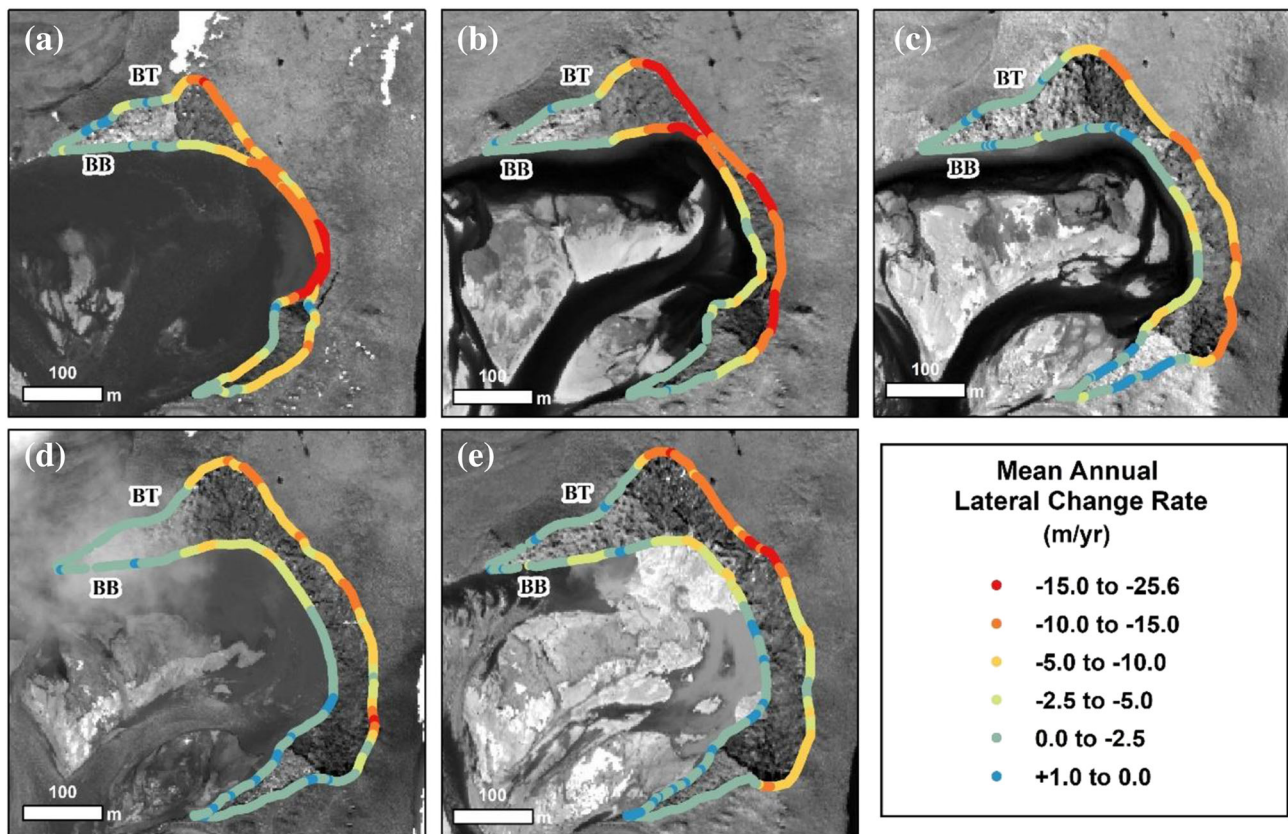 (a)
BT
BB
100
m
(b)
BT
BB
100
m
(c)
BT
BB
100
m
(d)
BT
BB
100
m
(e)
BT
BB
100
m
Mean Annual
Lateral Change Rate
(m/yr)
-15.0 to -25.6
-10.0 to -15.0
-5.0 to -10.0
-2.5 to -5.0
0.0 to -2.5
+1.0 to 0.0